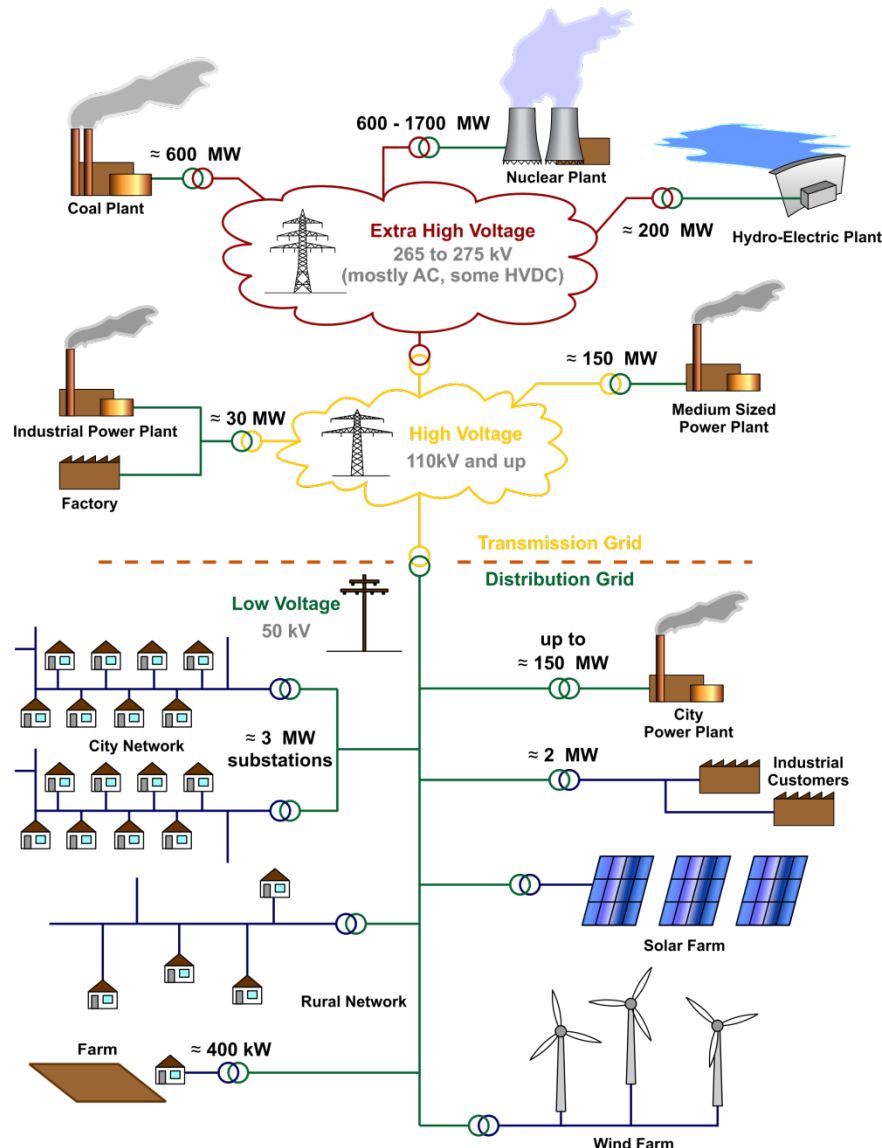 600 - 1700 MW
≈ 600 MW
Nuclear Plant
Coal Plant
Extra High Voltage
265 to 275 kV
(mostly AC, some HVDC)
≈ 200 MW
Hydro-Electric Plant
≈ 150 MW
Medium Sized
Power Plant
≈ 30 MW
Industrial Power Plant
High Voltage
110kV and up
Factory
Transmission Grid
Distribution Grid
Low Voltage
50 kV
up to
≈ 150 MW
City
Power Plant
City Network
≈ 3 MW
substations
≈ 2 MW
Industrial
Customers
Solar Farm
Rural Network
Farm
≈ 400 kW
Wind Farm